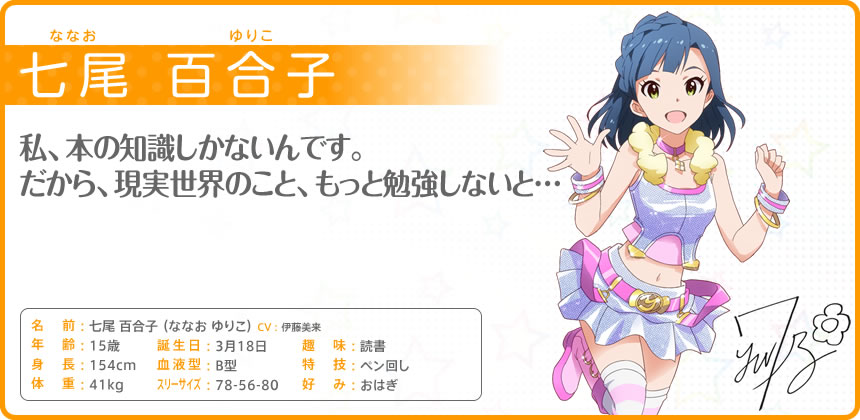 ななお ゆりこ
七尾 百合子
私、本の知識しかないんです。
だから、現実世界のこと、もっと勉強しないと…
名 前 : 七尾 百合子 (ななお ゆりこ) CV : 伊藤美来
年 齢 : 15歳 誕生日 : 3月18日 趣 味 : 読書
身 長 : 154cm 血液型 : B型 特 技 : ペン回し
体 重 : 41kg スリーサイズ : 78-56-80 好 み : おはぎ